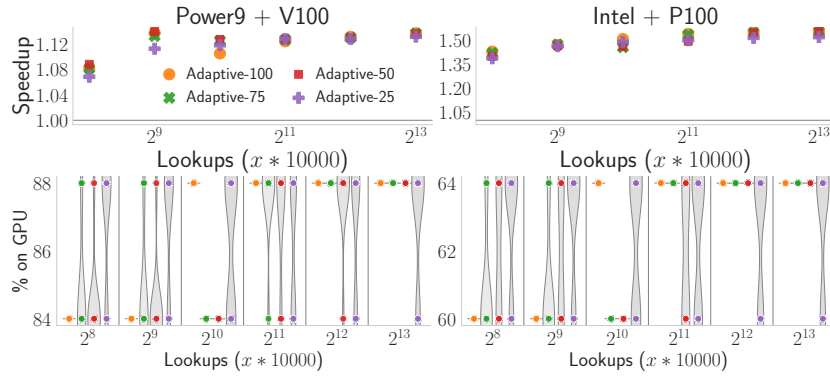 Power9 + V100
Intel + P100
Speedup
1.12
1.08
1.04
1.00
Adaptive-100
Adaptive-50
Adaptive-75
Adaptive-25
2^9
2^11
2^13
Lookups (x * 10000)
1.50
1.35
1.20
1.05
2^9
2^11
2^13
Lookups (x * 10000)
% on GPU
88
86
84
2^8
2^9
2^10
2^11
2^12
2^13
Lookups (x * 10000)
64
62
60
2^8
2^9
2^10
2^11
2^12
2^13
Lookups (x * 10000)